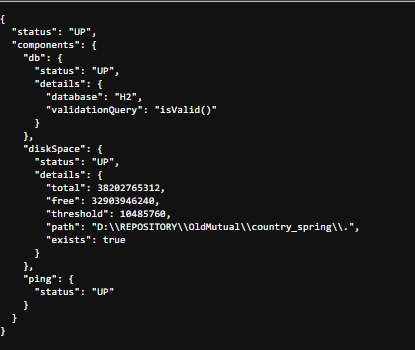 {
  "status": "UP",
  "components": {
    "db": {
      "status": "UP",
      "details": {
        "database": "H2",
        "validationQuery": "isValid()"
      }
    },
    "diskSpace": {
      "status": "UP",
      "details": {
        "total": 38202765312,
        "free": 32903946240,
        "threshold": 10485760,
        "path": "D:\\REPOSITORY\\OldMutual\\country_spring\\.",
        "exists": true
      }
    },
    "ping": {
      "status": "UP"
    }
  }
}